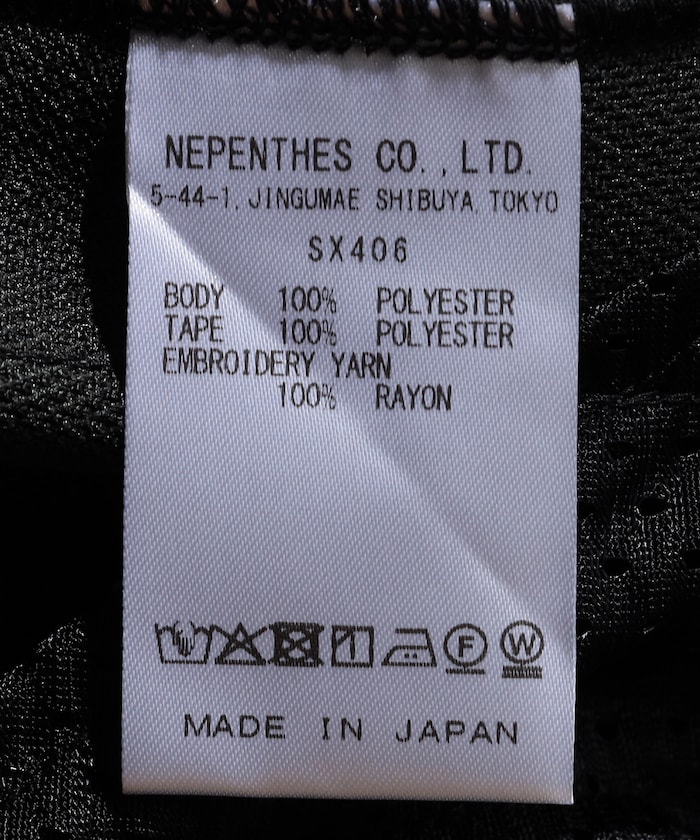 NEPENTHES CO.,LTD.
5-44-1, JINGUMAE SHIBUYA, TOKYO
SX406
BODY 100% POLYESTER
TAPE 100% POLYESTER
EMBROIDERY YARN
100% RAYON
F W
MADE IN JAPAN